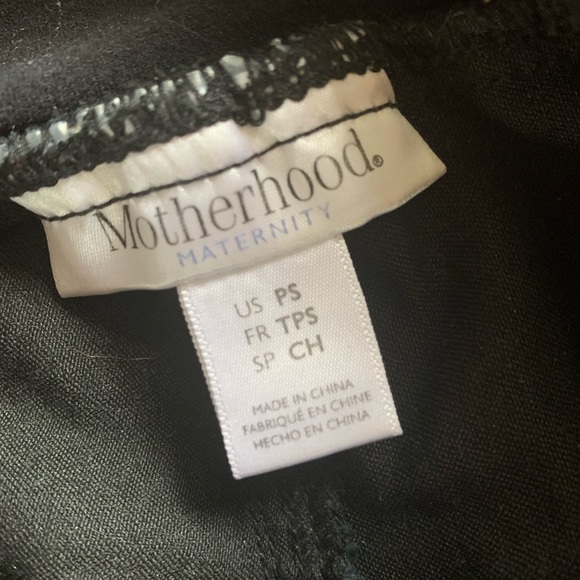 Motherhood®
MATERNITY
US PS
FR TPS
SP CH
MADE IN CHINA
FABRIQUÉ EN CHINE
HECHO EN CHINA